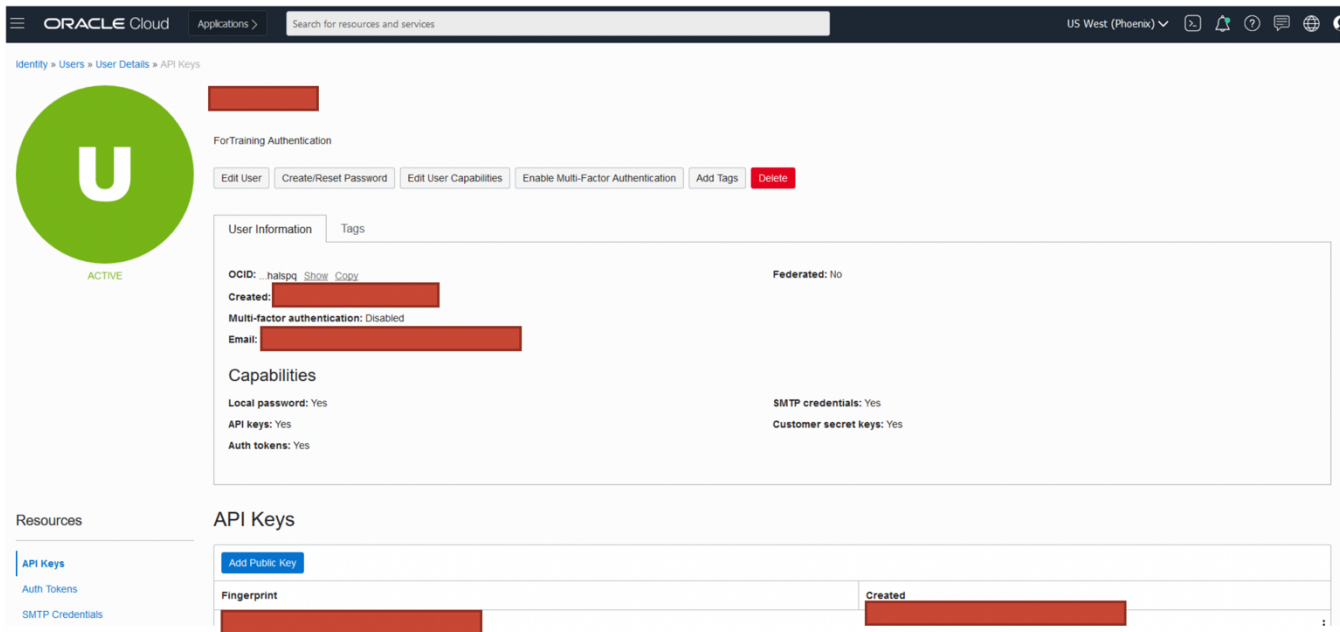 ORACLE Cloud Applications > Search for resources and services US West (Phoenix)
Identity » Users » User Details » API Keys
U
ACTIVE
ForTraining Authentication
Edit User Create/Reset Password Edit User Capabilities Enable Multi-Factor Authentication Add Tags Delete
User Information Tags
OCID: ...halspq Show Copy Federated: No
Created:
Multi-factor authentication: Disabled
Email:
Capabilities
Local password: Yes SMTP credentials: Yes
API keys: Yes Customer secret keys: Yes
Auth tokens: Yes
Resources
API Keys
Auth Tokens
SMTP Credentials
API Keys
Add Public Key
Fingerprint Created